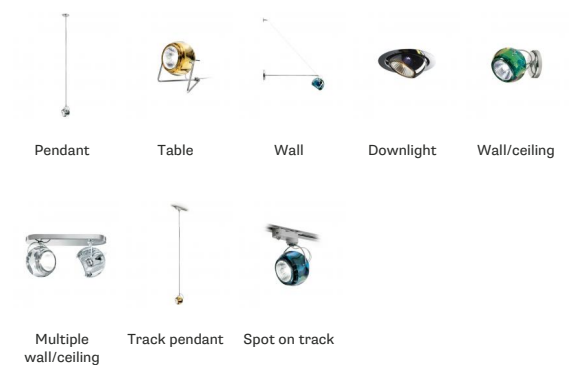 Pendant
Table
Wall
Downlight
Wall/ceiling
Multiple
wall/ceiling
Track pendant
Spot on track